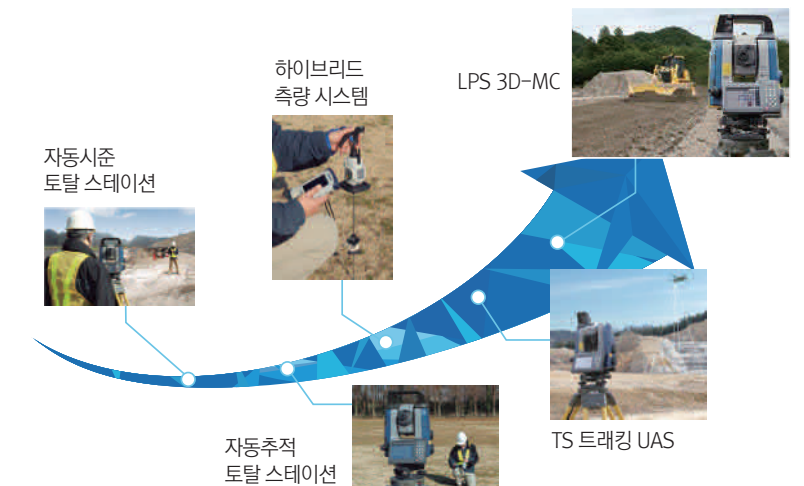 하이브리드
측량 시스템
LPS 3D-MC
자동시준
토탈 스테이션
TS 트래킹 UAS
자동추적
토탈 스테이션